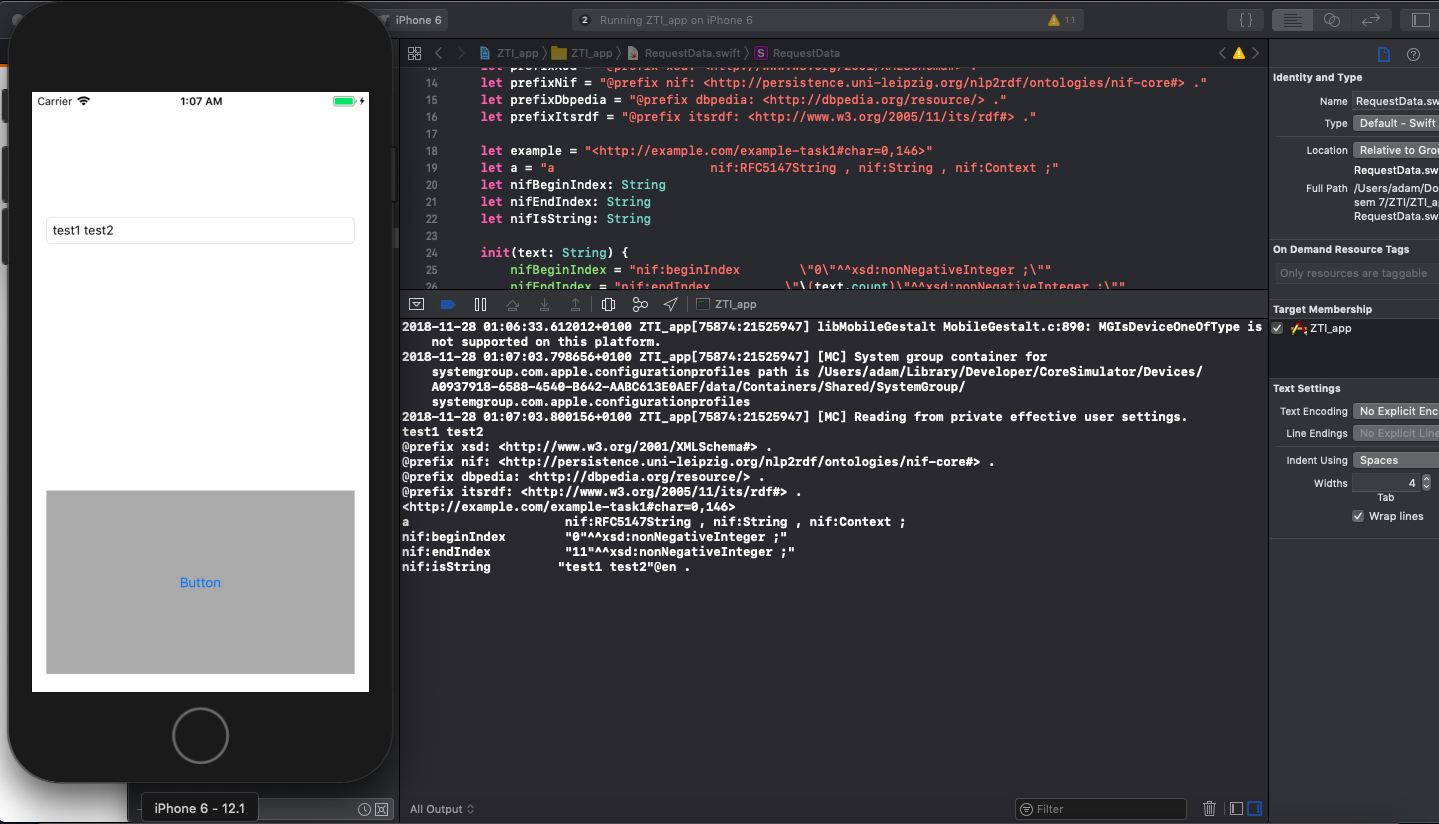 iPhone 6
2 Running ZTI_app on iPhone 6
11
{ }
ZTI_app
ZTI_app
RequestData.swift
S RequestData
14 let prefixNif = "@prefix nif: <http://persistence.uni-leipzig.org/nlp2rdf/ontologies/nif-core#> ."
15 let prefixDbpedia = "@prefix dbpedia: <http://dbpedia.org/resource/> ."
16 let prefixItsrdf = "@prefix itsrdf: <http://www.w3.org/2005/11/its/rdf#> ."
17
18 let example = "<http://example.com/example-task1#char=0,146>"
19 let a = "a                    nif:RFC5147String , nif:String , nif:Context ;"
20 let nifBeginIndex: String
21 let nifEndIndex: String
22 let nifIsString: String
23
24 init(text: String) {
25 nifBeginIndex = "nif:beginIndex        \"0\"^^xsd:nonNegativeInteger ;\""
26 nifEndIndex = "nif:endIndex          \"\(text.count)\"^^xsd:nonNegativeInteger ;\""
ZTI_app
2018-11-28 01:06:33.612012+0100 ZTI_app[75874:21525947] libMobileGestalt MobileGestalt.c:890: MGIsDeviceOneOfType is
not supported on this platform.
2018-11-28 01:07:03.798656+0100 ZTI_app[75874:21525947] [MC] System group container for
systemgroup.com.apple.configurationprofiles path is /Users/adam/Library/Developer/CoreSimulator/Devices/
A0937918-6588-4540-B642-AABC613E0AEF/data/Containers/Shared/SystemGroup/
systemgroup.com.apple.configurationprofiles
2018-11-28 01:07:03.800156+0100 ZTI_app[75874:21525947] [MC] Reading from private effective user settings.
test1 test2
@prefix xsd: <http://www.w3.org/2001/XMLSchema#> .
@prefix nif: <http://persistence.uni-leipzig.org/nlp2rdf/ontologies/nif-core#> .
@prefix dbpedia: <http://dbpedia.org/resource/> .
@prefix itsrdf: <http://www.w3.org/2005/11/its/rdf#> .
<http://example.com/example-task1#char=0,146>
a                     nif:RFC5147String , nif:String , nif:Context ;
nif:beginIndex        "0"^^xsd:nonNegativeInteger ;"
nif:endIndex          "11"^^xsd:nonNegativeInteger ;"
nif:isString         "test1 test2"@en .
All Output
Filter
Carrier
1:07 AM
test1 test2
Button
iPhone 6 - 12.1
Identity and Type
Name RequestData.sw
Type Default - Swift
Location Relative to Grou
RequestData.sw
Full Path /Users/adam/Do
sem 7/ZTI/ZTI_ap
RequestData.sw
On Demand Resource Tags
Only resources are taggable
Target Membership
ZTI_app
Text Settings
Text Encoding No Explicit Enc
Line Endings No Explicit Line
Indent Using Spaces
Widths 4
Tab
Wrap lines